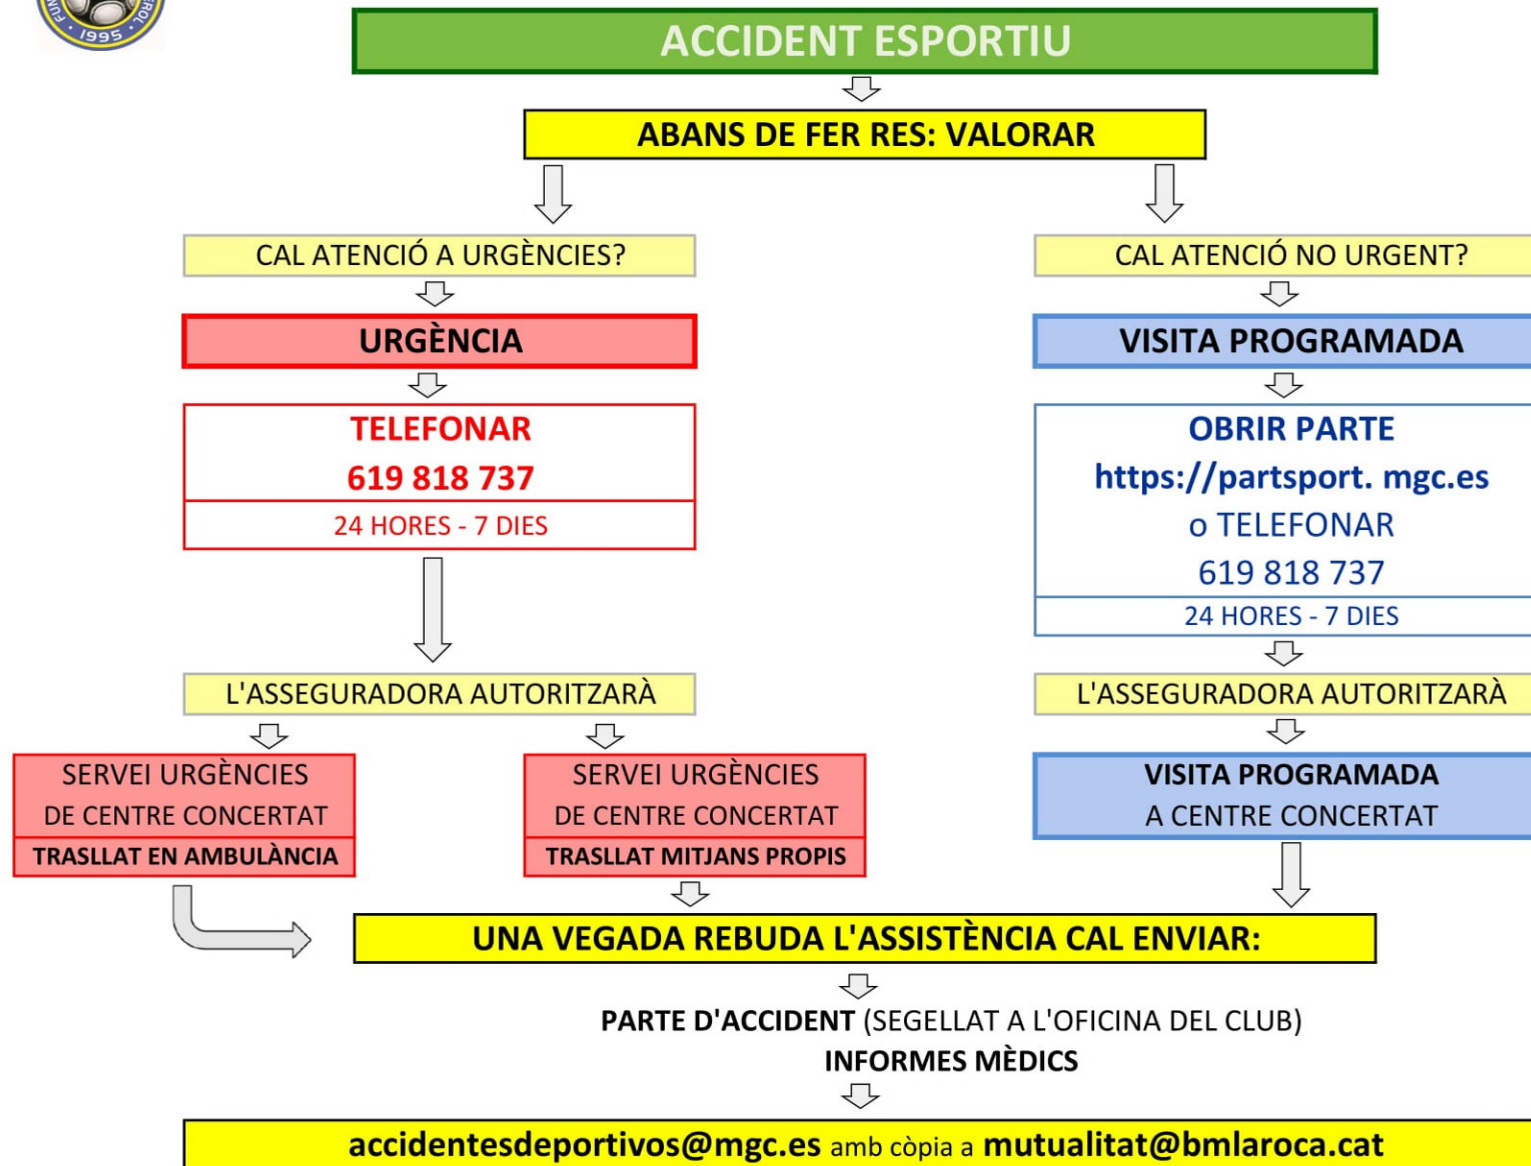 1995
ACCIDENT ESPORTIU
ABANS DE FER RES: VALORAR
CAL ATENCIÓ A URGÈNCIES?
URGÈNCIA
TELEFONAR
619 818 737
24 HORES - 7 DIES
L'ASSEGURADORA AUTORITZARÀ
SERVEI URGÈNCIES
DE CENTRE CONCERTAT
TRASLLAT EN AMBULÀNCIA
SERVEI URGÈNCIES
DE CENTRE CONCERTAT
TRASLLAT MITJANS PROPIS
CAL ATENCIÓ NO URGENT?
VISITA PROGRAMADA
OBRIR PARTE
https://partsport. mgc.es
o TELEFONAR
619 818 737
24 HORES - 7 DIES
L'ASSEGURADORA AUTORITZARÀ
VISITA PROGRAMADA
A CENTRE CONCERTAT
UNA VEGADA REBUDA L'ASSISTÈNCIA CAL ENVIAR:
PARTE D'ACCIDENT (SEGELLAT A L'OFICINA DEL CLUB)
INFORMES MÈDICS
accidentesdeportivos@mgc.es amb còpia a mutualitat@bmlaroca.cat